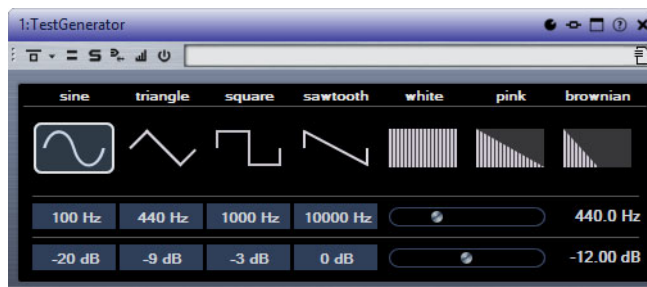 1:TestGenerator
sine triangle square sawtooth white pink brownian
100 Hz 440 Hz 1000 Hz 10000 Hz 440.0 Hz
-20 dB -9 dB -3 dB 0 dB -12.00 dB